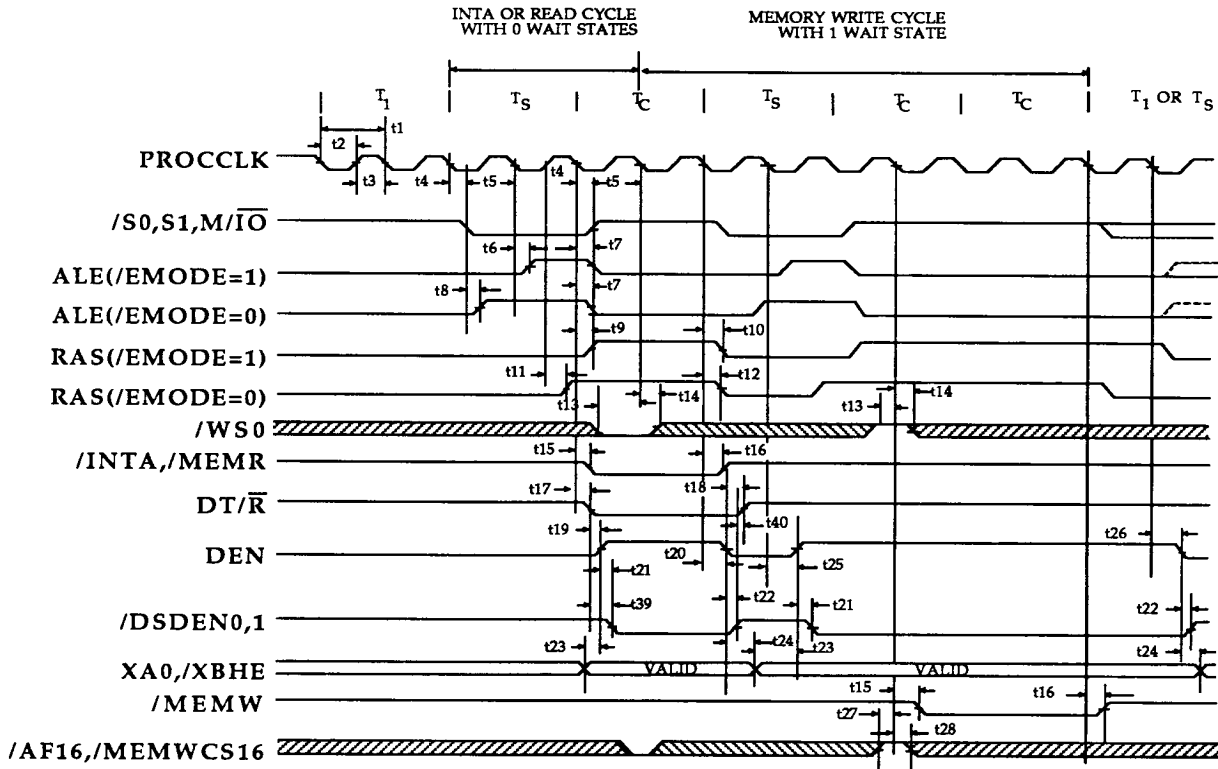 INTA OR READ CYCLE
WITH 0 WAIT STATES
MEMORY WRITE CYCLE
WITH 1 WAIT STATE
T1 TS TC TS TC TC T1 OR TS
t1
t2
PROCCLK
t3 t4 t5 t4 t5
/S0,S1,M/I̅O̅
t6 t7
ALE(/EMODE=1)
t8 t7
ALE(/EMODE=0)
t9 t10
RAS(/EMODE=1)
t11 t12
RAS(/EMODE=0)
t13 t14 t13 t14
/WS0
t15 t16
/INTA,/MEMR
t17 t18
DT/R̅
t19 t40 t26
DEN
t20
t21 t25
t22
t39 t21 t22
/DSDEN0,1
t23 t24 t23 t24
XA0,/XBHE VALID VALID
t15 t16
/MEMW
t27
t28
/AF16,/MEMWCS16